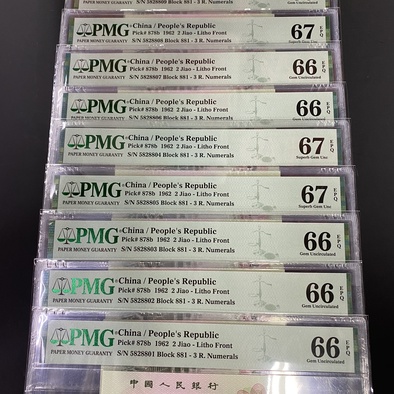 PAPER MONEY GUARANTY Block 881 - 3 R. Numerals Gem Uncirculated
PMG China / People's Republic 67 EPQ
Pick# 878b 1962 2 Jiao - Litho Front
PAPER MONEY GUARANTY S/N 5828808 Block 881 - 3 R. Numerals Superb Gem Unc
PMG China / People's Republic 66 EPQ
Pick# 878b 1962 2 Jiao - Litho Front
PAPER MONEY GUARANTY S/N 5828807 Block 881 - 3 R. Numerals Gem Uncirculated
PMG China / People's Republic 66 EPQ
Pick# 878b 1962 2 Jiao - Litho Front
PAPER MONEY GUARANTY S/N 5828806 Block 881 - 3 R. Numerals Gem Uncirculated
PMG China / People's Republic 67 EPQ
Pick# 878b 1962 2 Jiao - Litho Front
PAPER MONEY GUARANTY S/N Block 881 - 3 R. Numerals Superb Gem Unc
PMG China / People's Republic 67 EPQ
Pick# 878b 1962 2 Jiao - Litho Front
PAPER MONEY GUARANTY S/N Block 881 - 3 R. Numerals Superb Gem Unc
PMG China / People's Republic 66 EPQ
Pick# 878b 1962 2 Jiao - Litho Front
PAPER MONEY GUARANTY S/N 5828803 Block 881 - 3 R. Numerals Gem Uncirculated
PMG China / People's Republic 66 EPQ
Pick# 878b 1962 2 Jiao - Litho Front
PAPER MONEY GUARANTY S/N 5828802 Block 881 - 3 R. Numerals Gem Uncirculated
PMG China / People's Republic 66 EPQ
Pick# 878b 1962 2 Jiao - Litho Front
PAPER MONEY GUARANTY S/N 5828801 Block 881 - 3 R. Numerals Gem Uncirculated
中國人民銀行